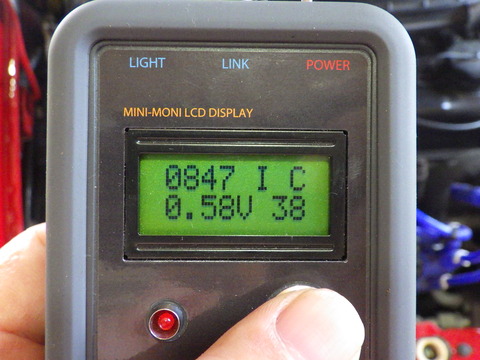 LIGHT LINK POWER
MINI-MONI LCD DISPLAY
0847 I C
0.58V 38